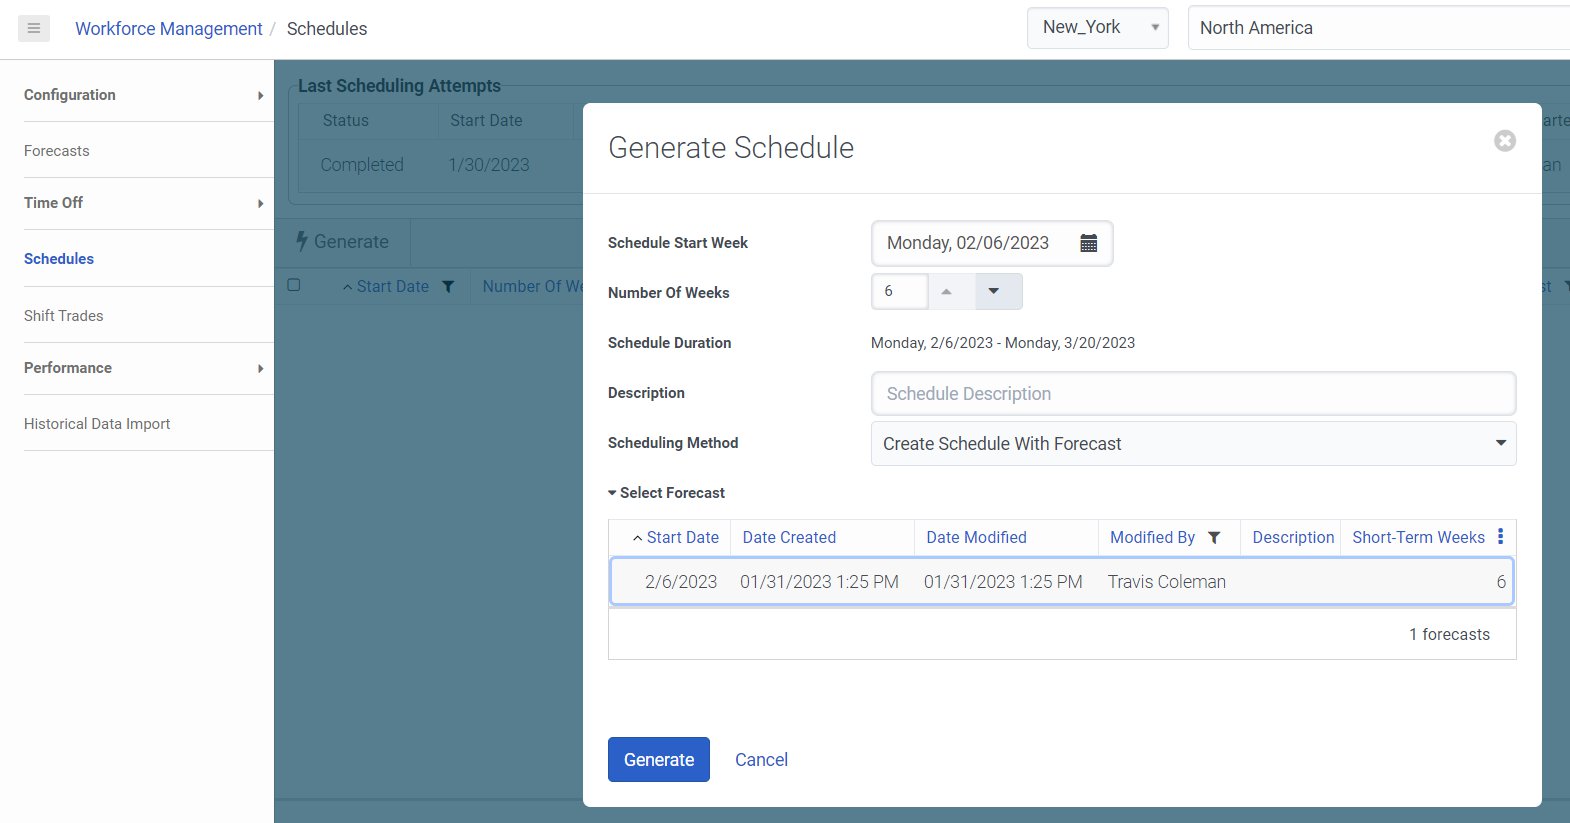 Workforce Management / Schedules
New_York
North America
Configuration
Forecasts
Time Off
Schedules
Shift Trades
Performance
Historical Data Import
Last Scheduling Attempts
Status Start Date
Completed 1/30/2023
Generate
Start Date Number Of
Generate Schedule
Schedule Start Week Monday, 02/06/2023
Number Of Weeks 6
Schedule Duration Monday, 2/6/2023 - Monday, 3/20/2023
Description Schedule Description
Scheduling Method Create Schedule With Forecast
Select Forecast
Start Date Date Created Date Modified Modified By Description Short-Term Weeks
2/6/2023 01/31/2023 1:25 PM 01/31/2023 1:25 PM Travis Coleman 6
1 forecasts
Generate Cancel